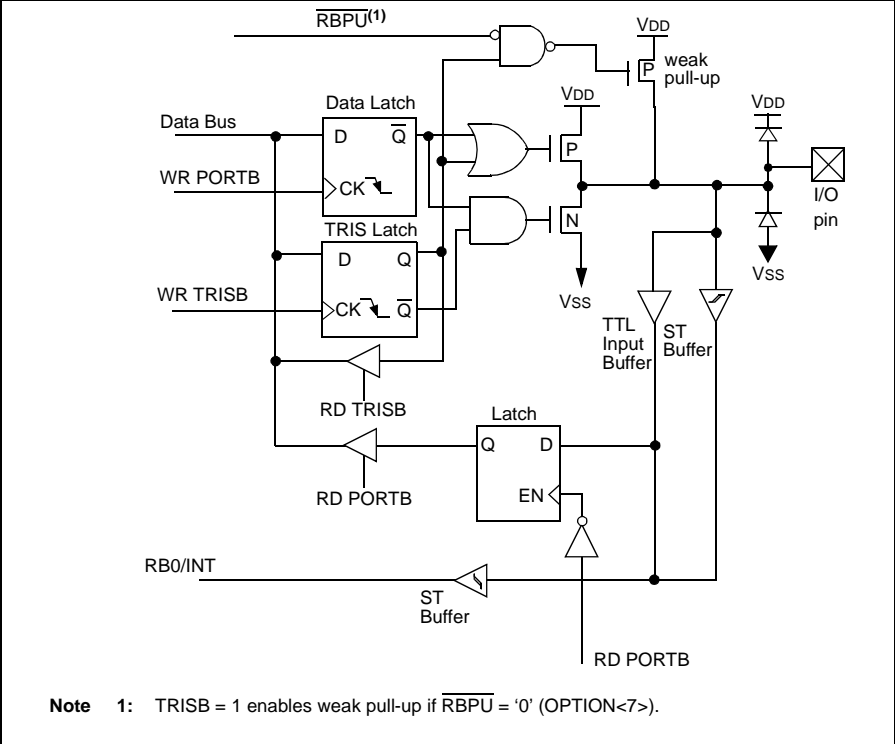 R̅B̅P̅U̅(1)
VDD
P
weak
pull-up
VDD
VDD
Data Latch
Data Bus
D
Q̅
P
WR PORTB
CK
I/O
pin
N
TRIS Latch
D
Q
VSS
WR TRISB
CK
Q̅
VSS
TTL
Input
Buffer
ST
Buffer
RD TRISB
Latch
Q
D
EN
RD PORTB
RB0/INT
ST
Buffer
RD PORTB
Note 1: TRISB = 1 enables weak pull-up if R̅B̅P̅U̅ = ‘0’ (OPTION<7>).